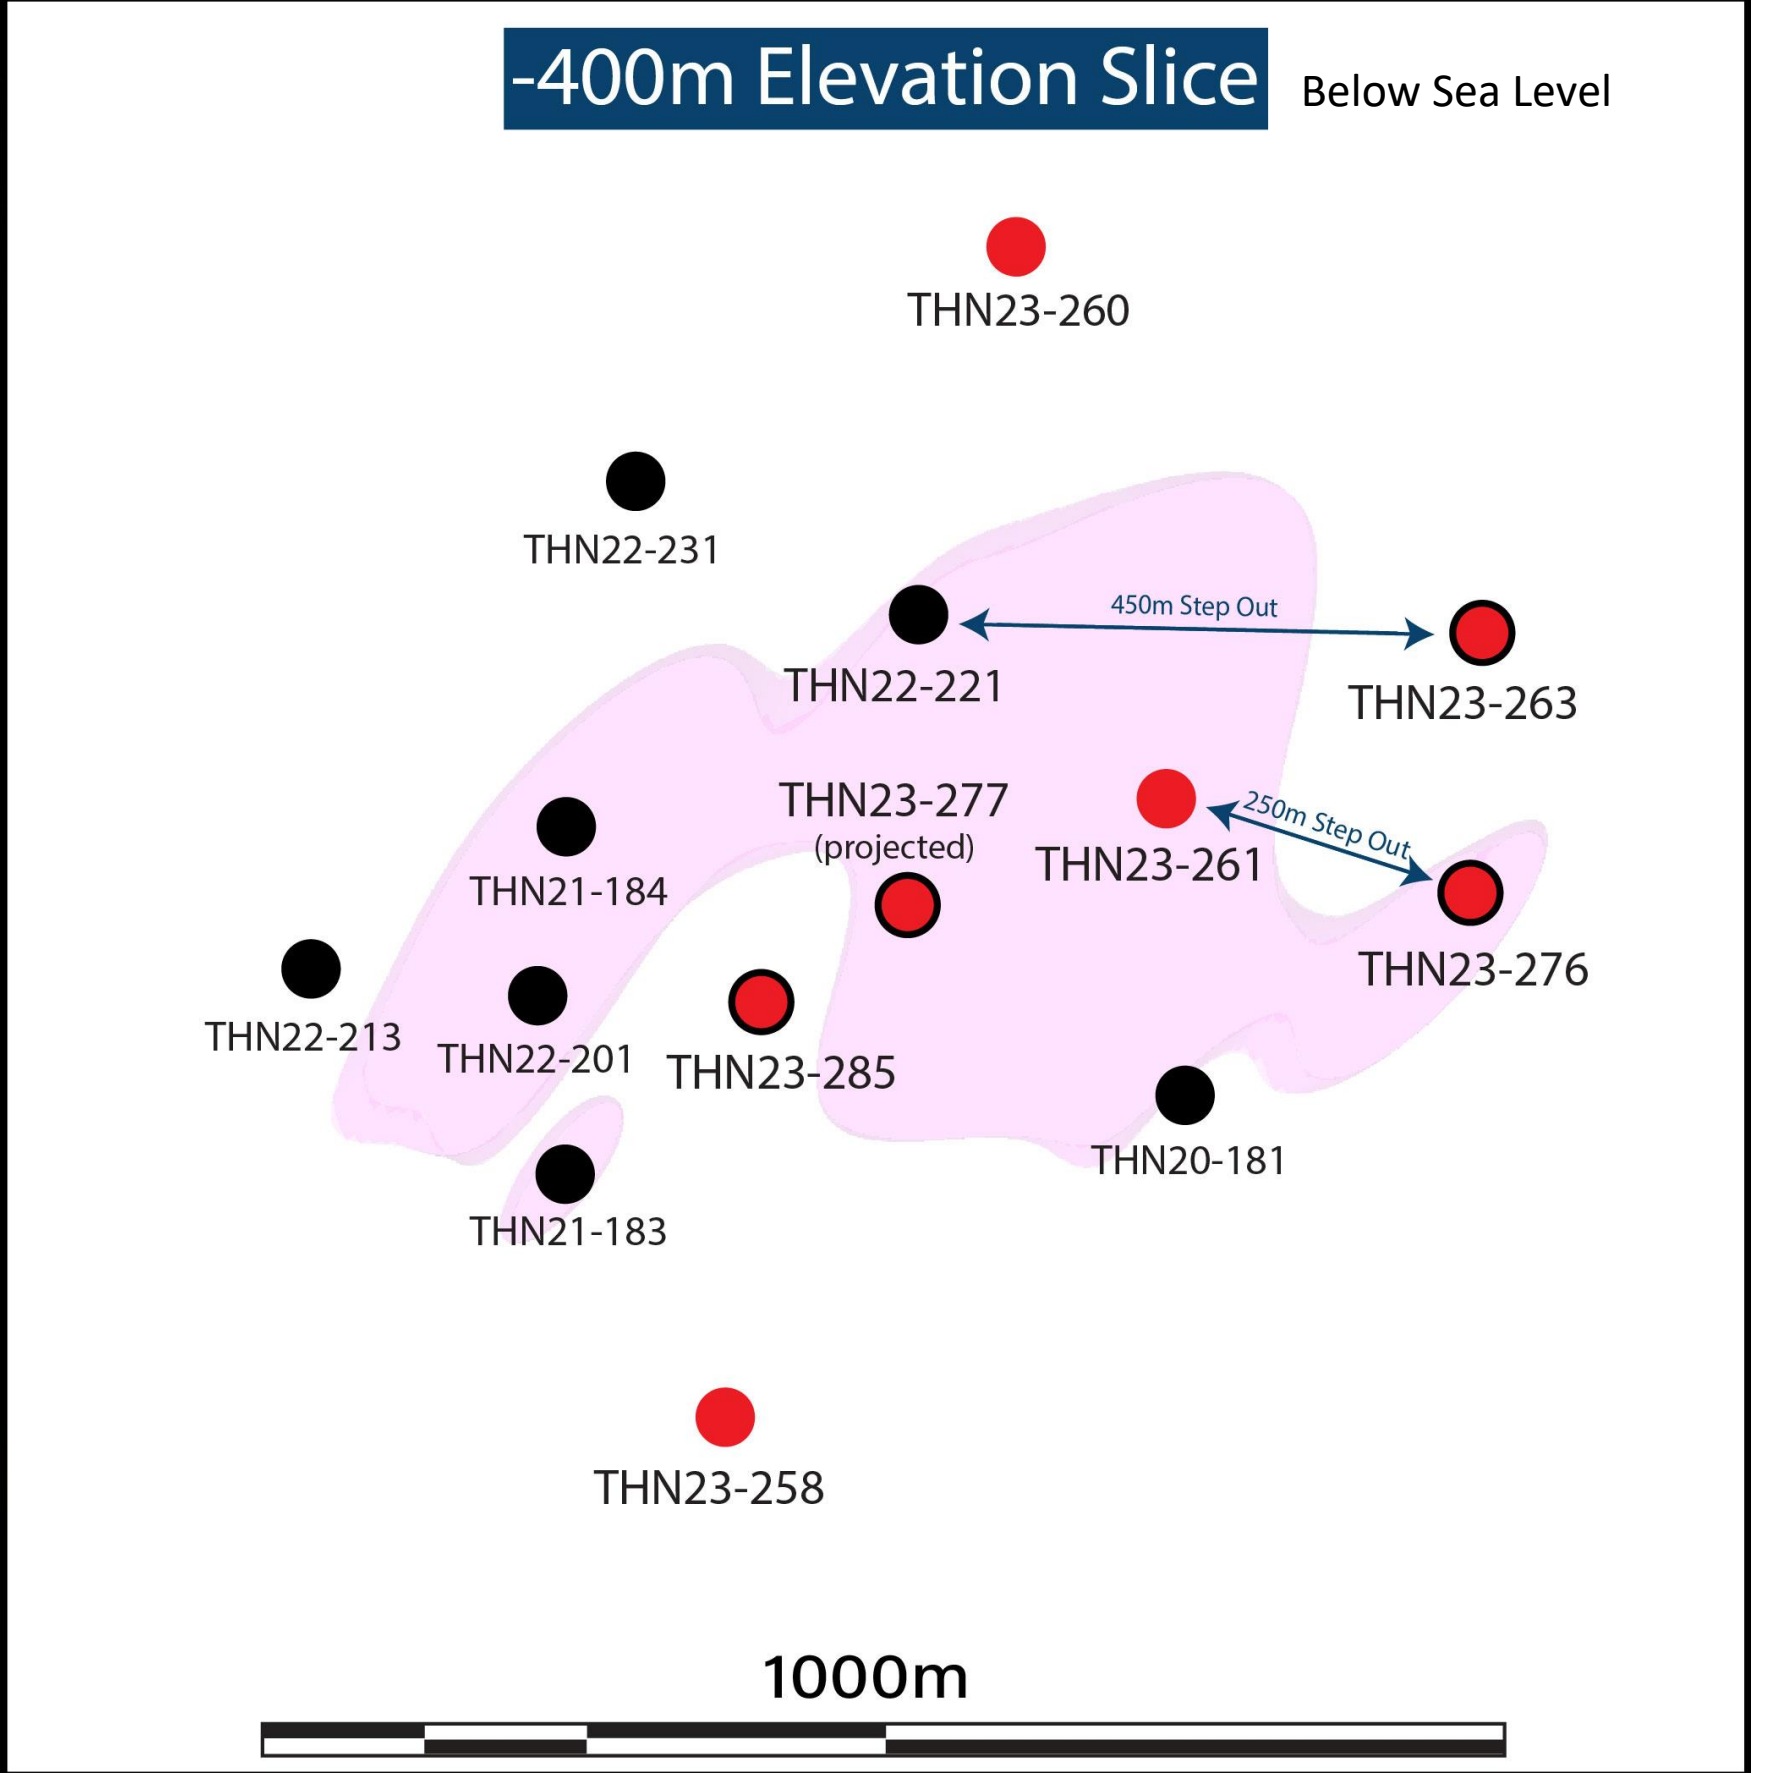 -400m Elevation Slice
Below Sea Level
THN23-260
THN22-231
450m Step Out
THN22-221
THN23-263
THN23-277
(projected)
250m Step Out
THN23-261
THN21-184
THN23-276
THN22-213
THN22-201
THN23-285
THN20-181
THN21-183
THN23-258
1000m